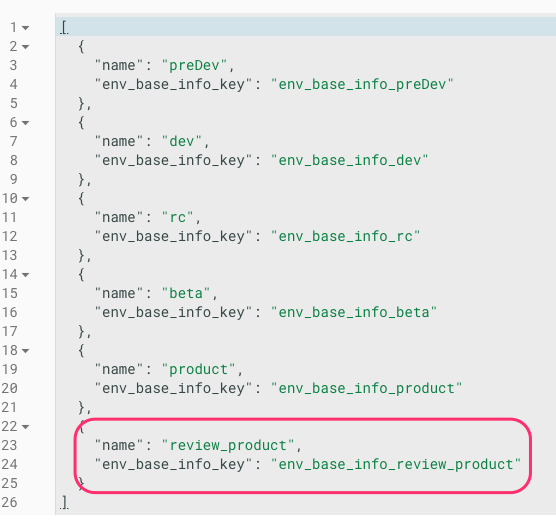 1 [
2 {
3 "name": "preDev",
4 "env_base_info_key": "env_base_info_preDev"
5 },
6 {
7 "name": "dev",
8 "env_base_info_key": "env_base_info_dev"
9 },
10 {
11 "name": "rc",
12 "env_base_info_key": "env_base_info_rc"
13 },
14 {
15 "name": "beta",
16 "env_base_info_key": "env_base_info_beta"
17 },
18 {
19 "name": "product",
20 "env_base_info_key": "env_base_info_product"
21 },
22 {
23 "name": "review_product",
24 "env_base_info_key": "env_base_info_review_product"
25 }
26 ]